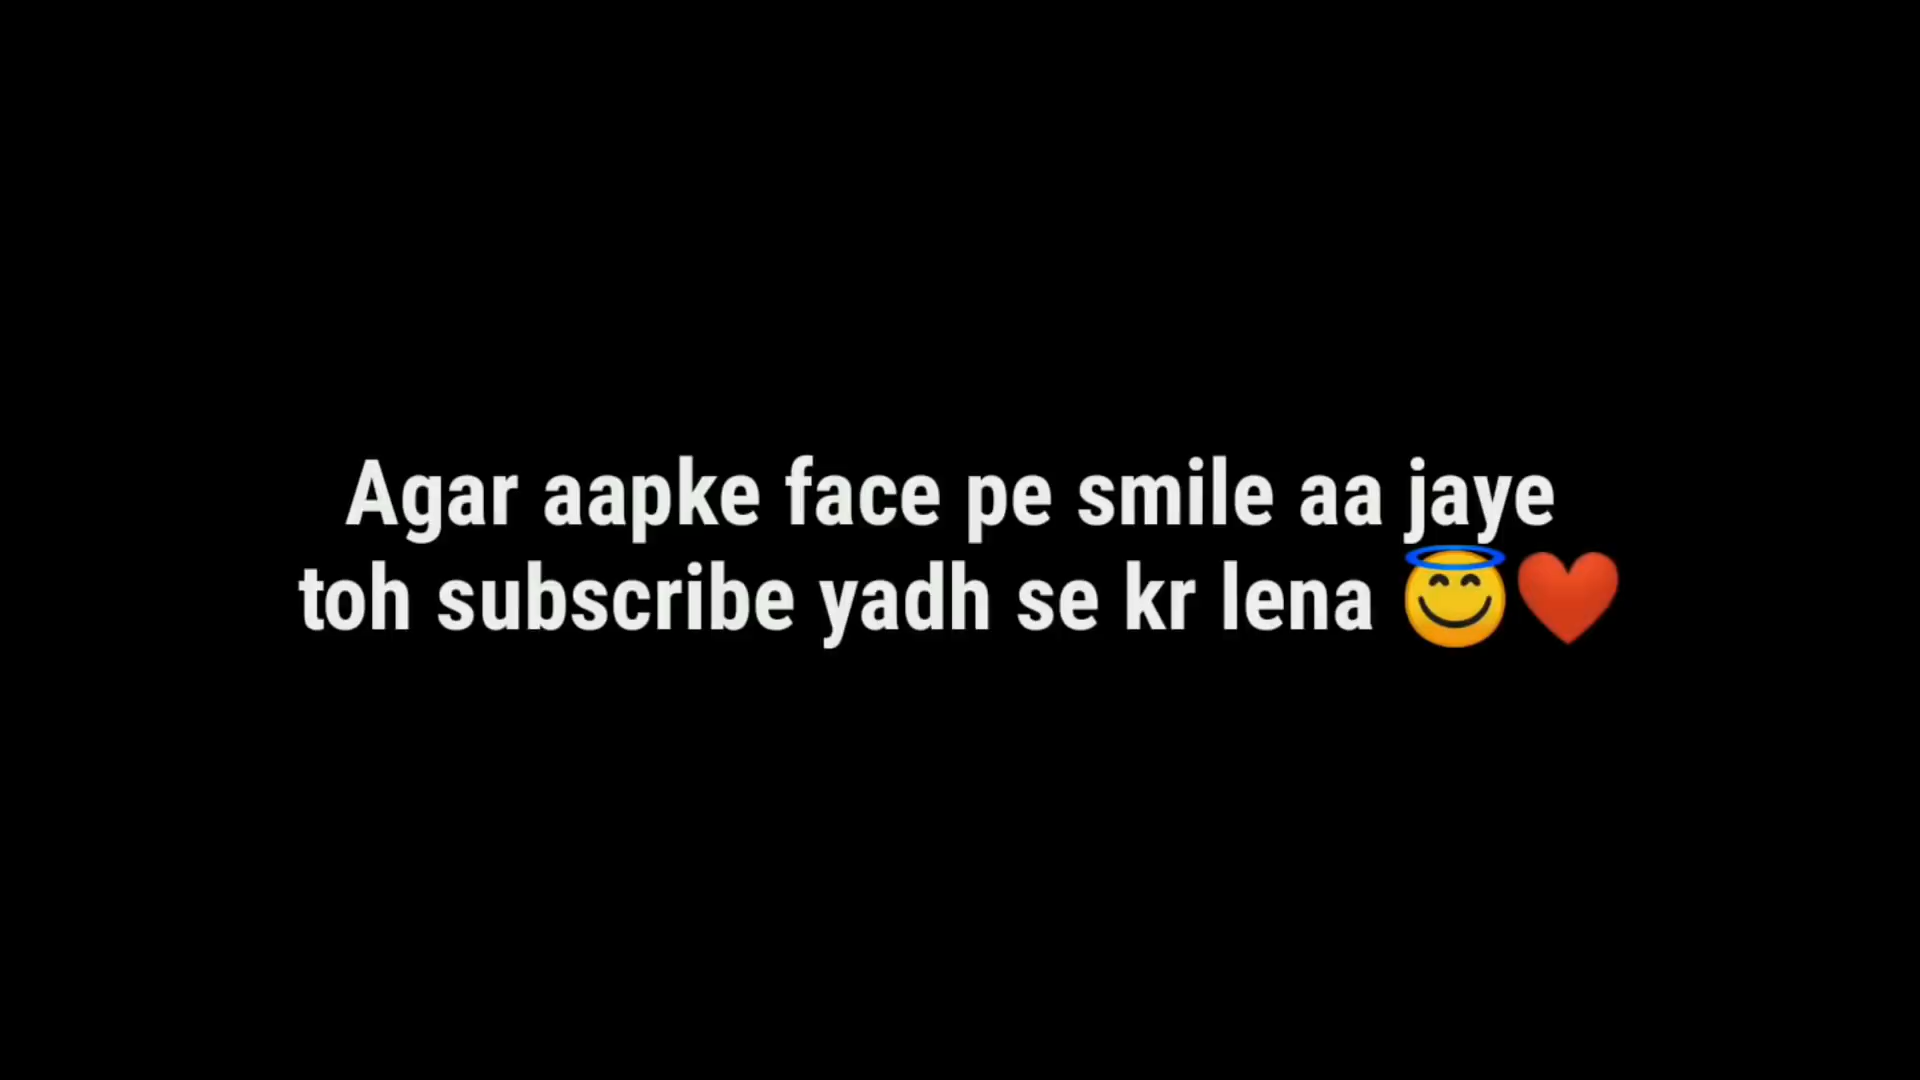 Agar aapke face pe smile aa jaye
toh subscribe yadh se kr lena 😇❤️